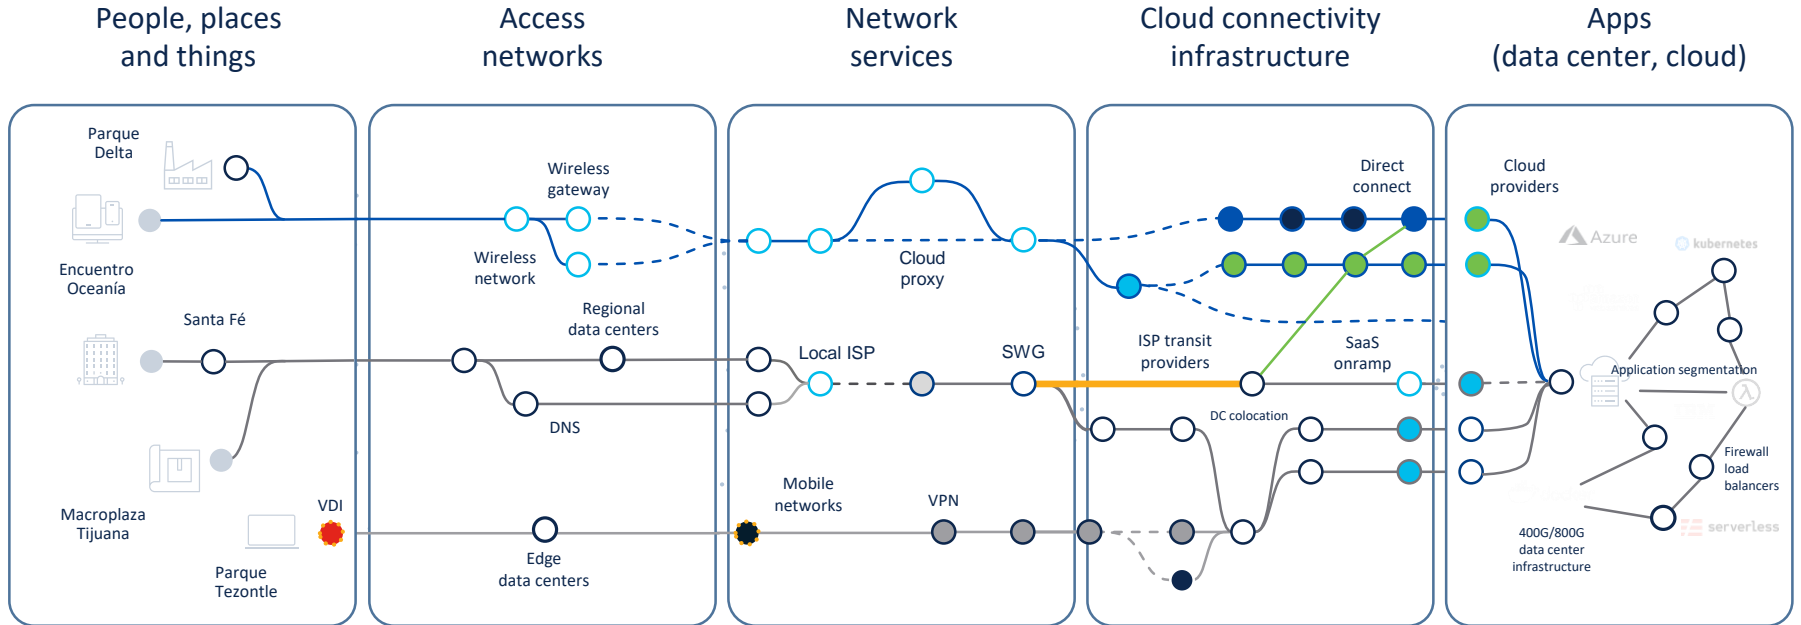 People, places
and things
Access
networks
Network
services
Cloud connectivity
infrastructure
Apps
(data center, cloud)
Parque
Delta
Encuentro
Oceanía
Santa Fé
Macroplaza
Tijuana
VDI
Parque
Tezontle
Wireless
gateway
Wireless
network
Regional
data centers
DNS
Edge
data centers
Cloud
proxy
Local ISP
SWG
Mobile
networks
VPN
Direct
connect
ISP transit
providers
SaaS
onramp
DC colocation
Cloud
providers
Azure
kubernetes
Application segmentation
λ
Firewall
load
balancers
serverless
400G/800G
data center
infrastructure